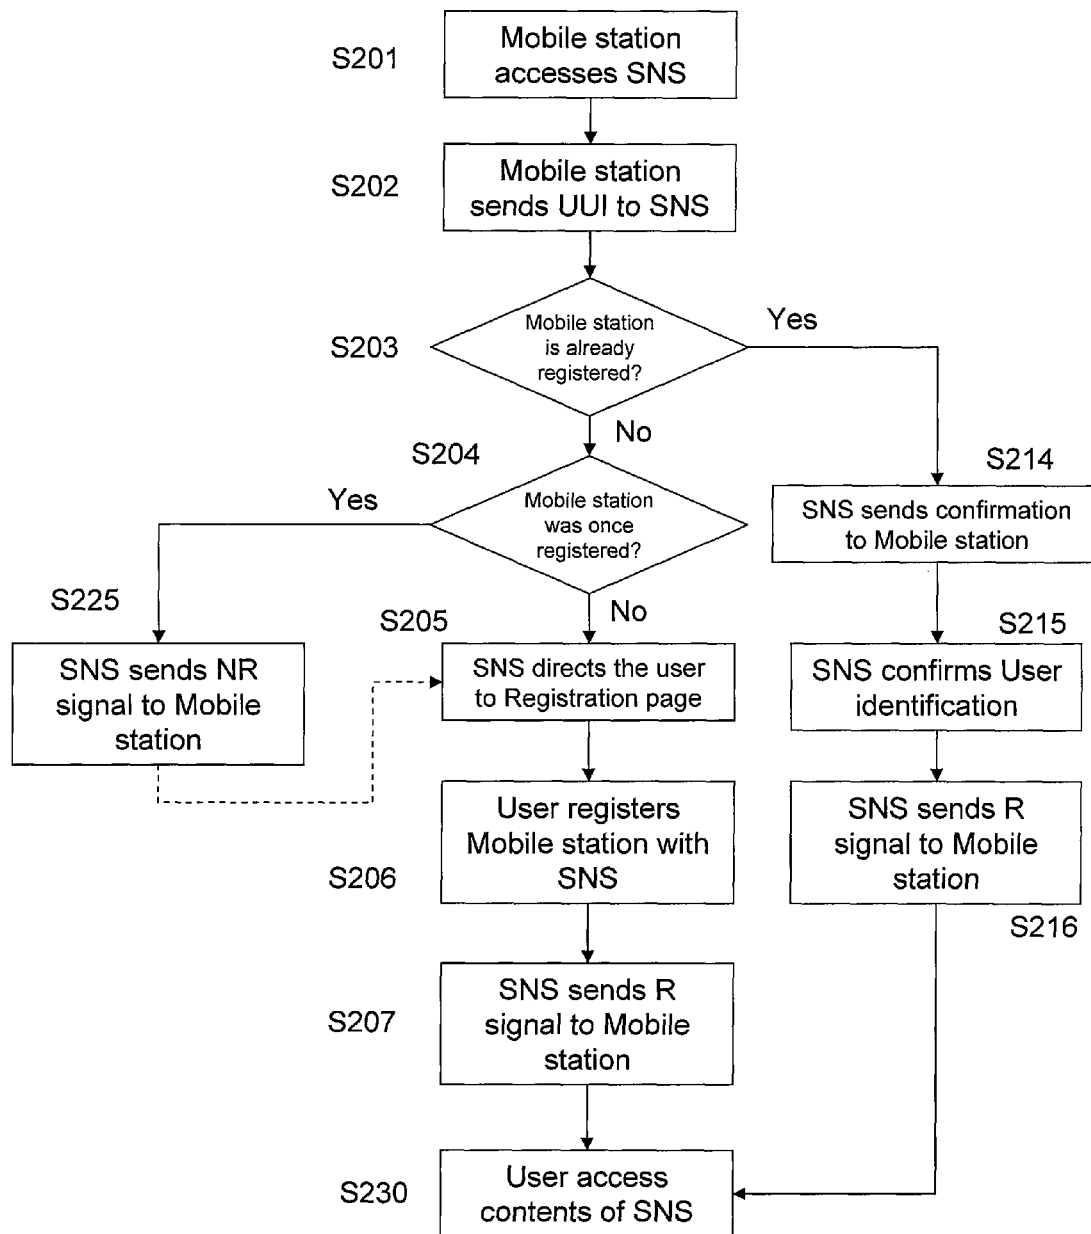 S201
Mobile station
accesses SNS
S202
Mobile station
sends UUI to SNS
S203
Mobile station
is already
registered?
Yes
No
S204
Mobile station
was once
registered?
Yes
No
S214
SNS sends confirmation
to Mobile station
S225
SNS sends NR
signal to Mobile
station
S205
SNS directs the user
to Registration page
S215
SNS confirms User
identification
S206
User registers
Mobile station with
SNS
SNS sends R
signal to Mobile
station
S216
S207
SNS sends R
signal to Mobile
station
S230
User access
contents of SNS